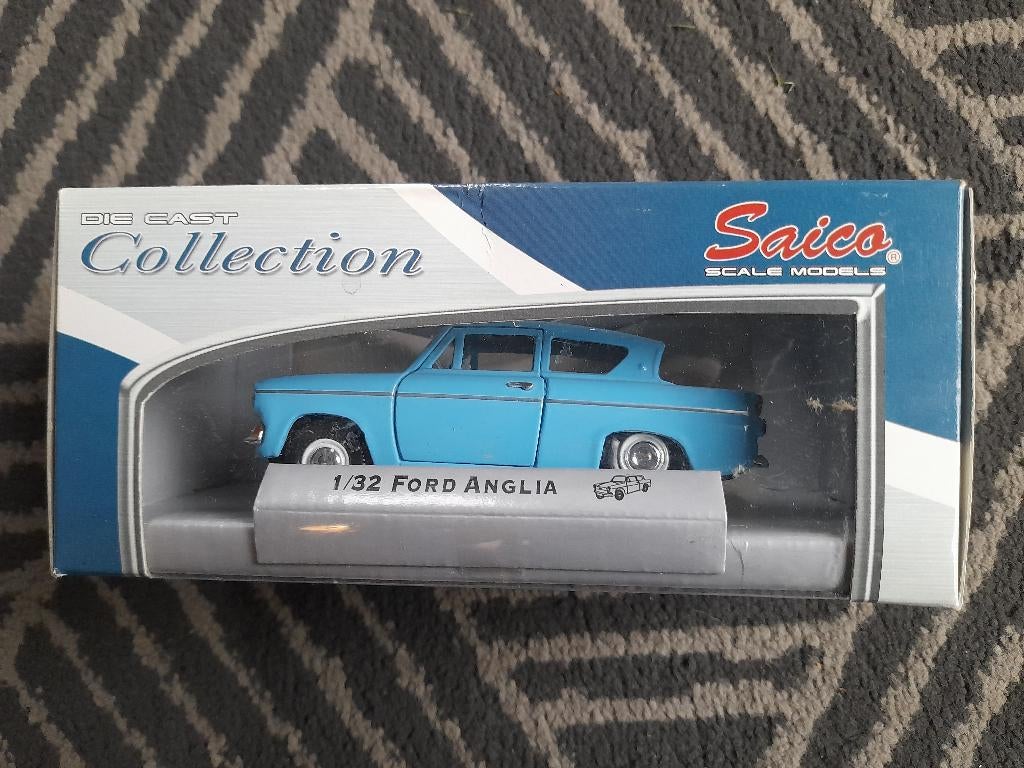 DIE CAST
Collection
Saico®
SCALE MODELS
1/32 FORD ANGLIA